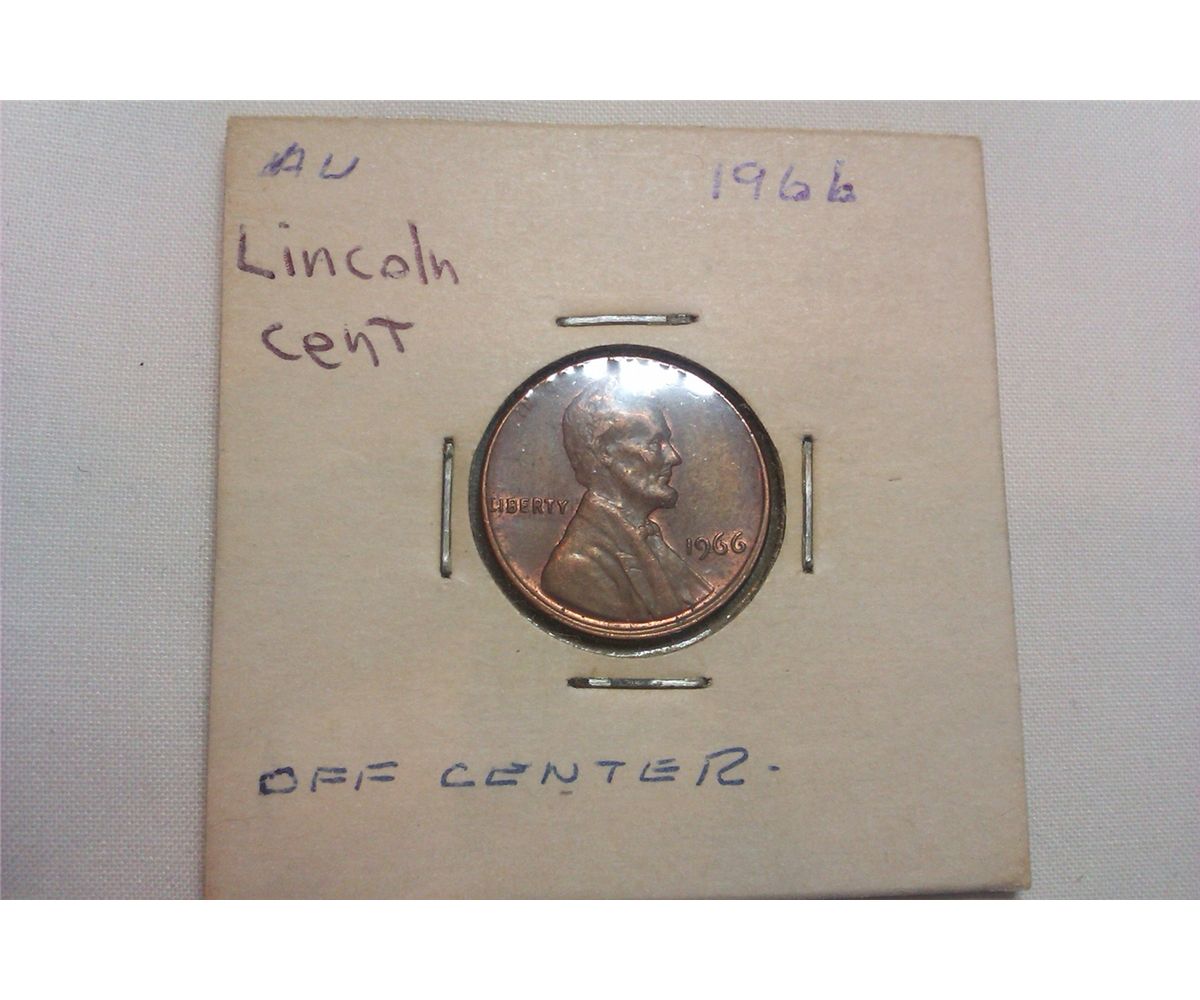 AU 1966
Lincoln
cent
LIBERTY
1966
OFF CENTER.